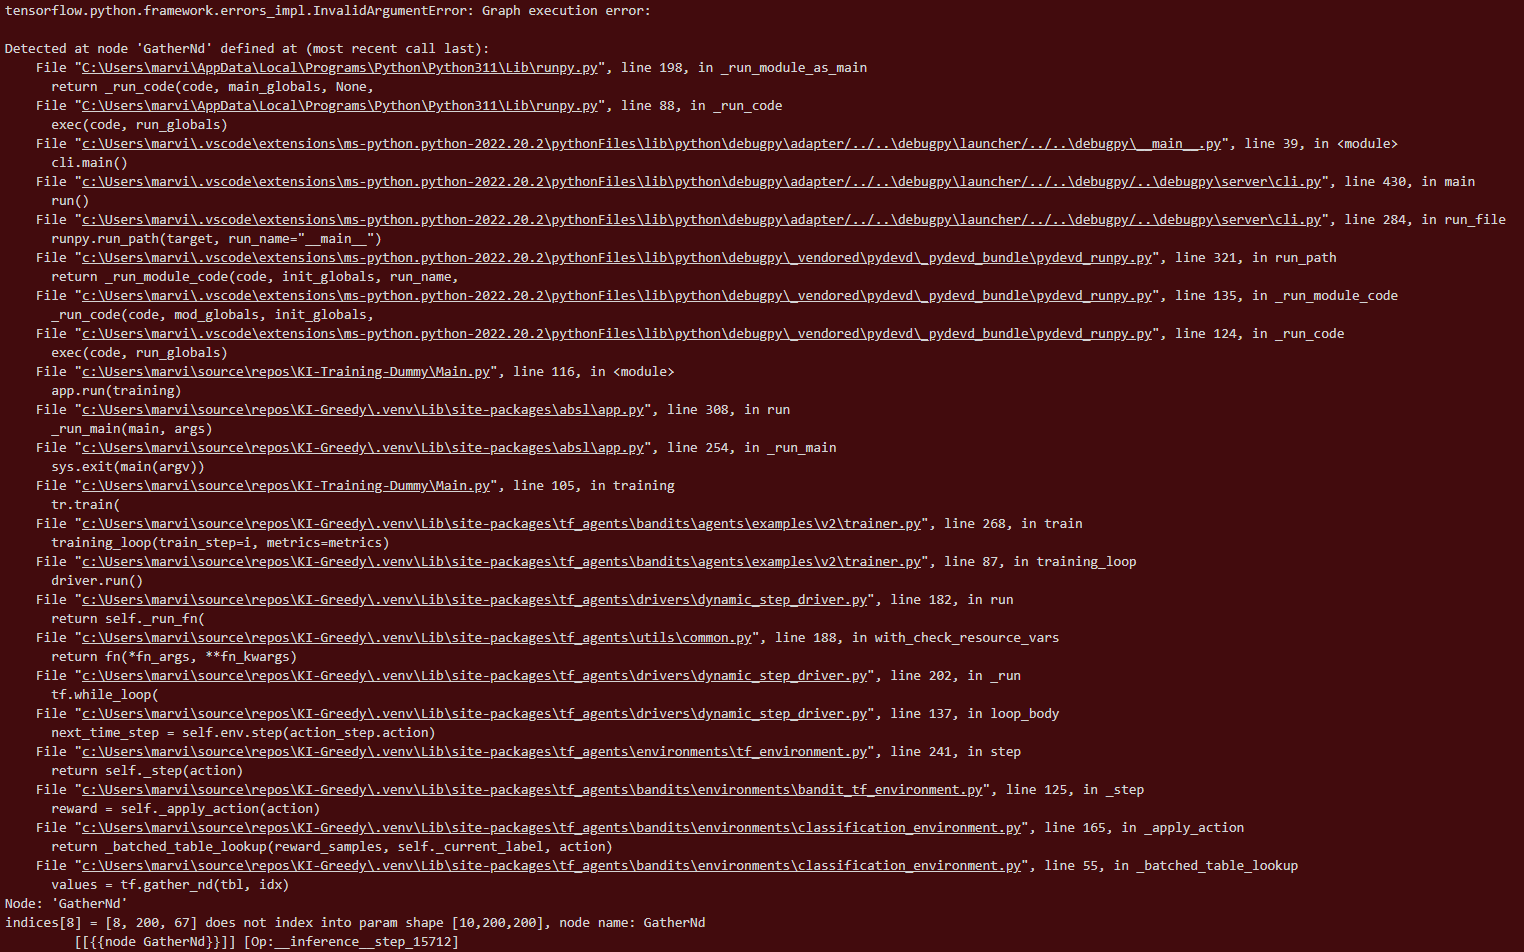 tensorflow.python.framework.errors_impl.InvalidArgumentError: Graph execution error:
Detected at node 'GatherNd' defined at (most recent call last):
File "C:\Users\marvi\AppData\Local\Programs\Python\Python311\Lib\runpy.py", line 198, in _run_module_as_main
return _run_code(code, main_globals, None,
File "C:\Users\marvi\AppData\Local\Programs\Python\Python311\Lib\runpy.py", line 88, in _run_code
exec(code, run_globals)
File "c:\Users\marvi\.vscode\extensions\ms-python.python-2022.20.2\pythonFiles\lib\python\debugpy\adapter/../..\debugpy\launcher/../..\debugpy\__main__.py", line 39, in <module>
cli.main()
File "c:\Users\marvi\.vscode\extensions\ms-python.python-2022.20.2\pythonFiles\lib\python\debugpy\adapter/../..\debugpy\launcher/../..\debugpy/..\debugpy\server\cli.py", line 430, in main
run()
File "c:\Users\marvi\.vscode\extensions\ms-python.python-2022.20.2\pythonFiles\lib\python\debugpy\adapter/../..\debugpy\launcher/../..\debugpy/..\debugpy\server\cli.py", line 284, in run_file
runpy.run_path(target, run_name="__main__")
File "c:\Users\marvi\.vscode\extensions\ms-python.python-2022.20.2\pythonFiles\lib\python\debugpy\_vendored\pydevd\_pydevd_bundle\pydevd_runpy.py", line 321, in run_path
return _run_module_code(code, init_globals, run_name,
File "c:\Users\marvi\.vscode\extensions\ms-python.python-2022.20.2\pythonFiles\lib\python\debugpy\_vendored\pydevd\_pydevd_bundle\pydevd_runpy.py", line 135, in _run_module_code
_run_code(code, mod_globals, init_globals,
File "c:\Users\marvi\.vscode\extensions\ms-python.python-2022.20.2\pythonFiles\lib\python\debugpy\_vendored\pydevd\_pydevd_bundle\pydevd_runpy.py", line 124, in _run_code
exec(code, run_globals)
File "c:\Users\marvi\source\repos\KI-Training-Dummy\Main.py", line 116, in <module>
app.run(training)
File "c:\Users\marvi\source\repos\KI-Greedy\.venv\Lib\site-packages\absl\app.py", line 308, in run
_run_main(main, args)
File "c:\Users\marvi\source\repos\KI-Greedy\.venv\Lib\site-packages\absl\app.py", line 254, in _run_main
sys.exit(main(argv))
File "c:\Users\marvi\source\repos\KI-Training-Dummy\Main.py", line 105, in training
tr.train(
File "c:\Users\marvi\source\repos\KI-Greedy\.venv\Lib\site-packages\tf_agents\bandits\agents\examples\v2\trainer.py", line 268, in train
training_loop(train_step=i, metrics=metrics)
File "c:\Users\marvi\source\repos\KI-Greedy\.venv\Lib\site-packages\tf_agents\bandits\agents\examples\v2\trainer.py", line 87, in training_loop
driver.run()
File "c:\Users\marvi\source\repos\KI-Greedy\.venv\Lib\site-packages\tf_agents\drivers\dynamic_step_driver.py", line 182, in run
return self._run_fn(
File "c:\Users\marvi\source\repos\KI-Greedy\.venv\Lib\site-packages\tf_agents\utils\common.py", line 188, in with_check_resource_vars
return fn(*fn_args, **fn_kwargs)
File "c:\Users\marvi\source\repos\KI-Greedy\.venv\Lib\site-packages\tf_agents\drivers\dynamic_step_driver.py", line 202, in _run
tf.while_loop(
File "c:\Users\marvi\source\repos\KI-Greedy\.venv\Lib\site-packages\tf_agents\drivers\dynamic_step_driver.py", line 137, in loop_body
next_time_step = self.env.step(action_step.action)
File "c:\Users\marvi\source\repos\KI-Greedy\.venv\Lib\site-packages\tf_agents\environments\tf_environment.py", line 241, in step
return self._step(action)
File "c:\Users\marvi\source\repos\KI-Greedy\.venv\Lib\site-packages\tf_agents\bandits\environments\bandit_tf_environment.py", line 125, in _step
reward = self._apply_action(action)
File "c:\Users\marvi\source\repos\KI-Greedy\.venv\Lib\site-packages\tf_agents\bandits\environments\classification_environment.py", line 165, in _apply_action
return _batched_table_lookup(reward_samples, self._current_label, action)
File "c:\Users\marvi\source\repos\KI-Greedy\.venv\Lib\site-packages\tf_agents\bandits\environments\classification_environment.py", line 55, in _batched_table_lookup
values = tf.gather_nd(tbl, idx)
Node: 'GatherNd'
indices[8] = [8, 200, 67] does not index into param shape [10,200,200], node name: GatherNd
[[{{node GatherNd}}]] [Op:__inference__step_15712]